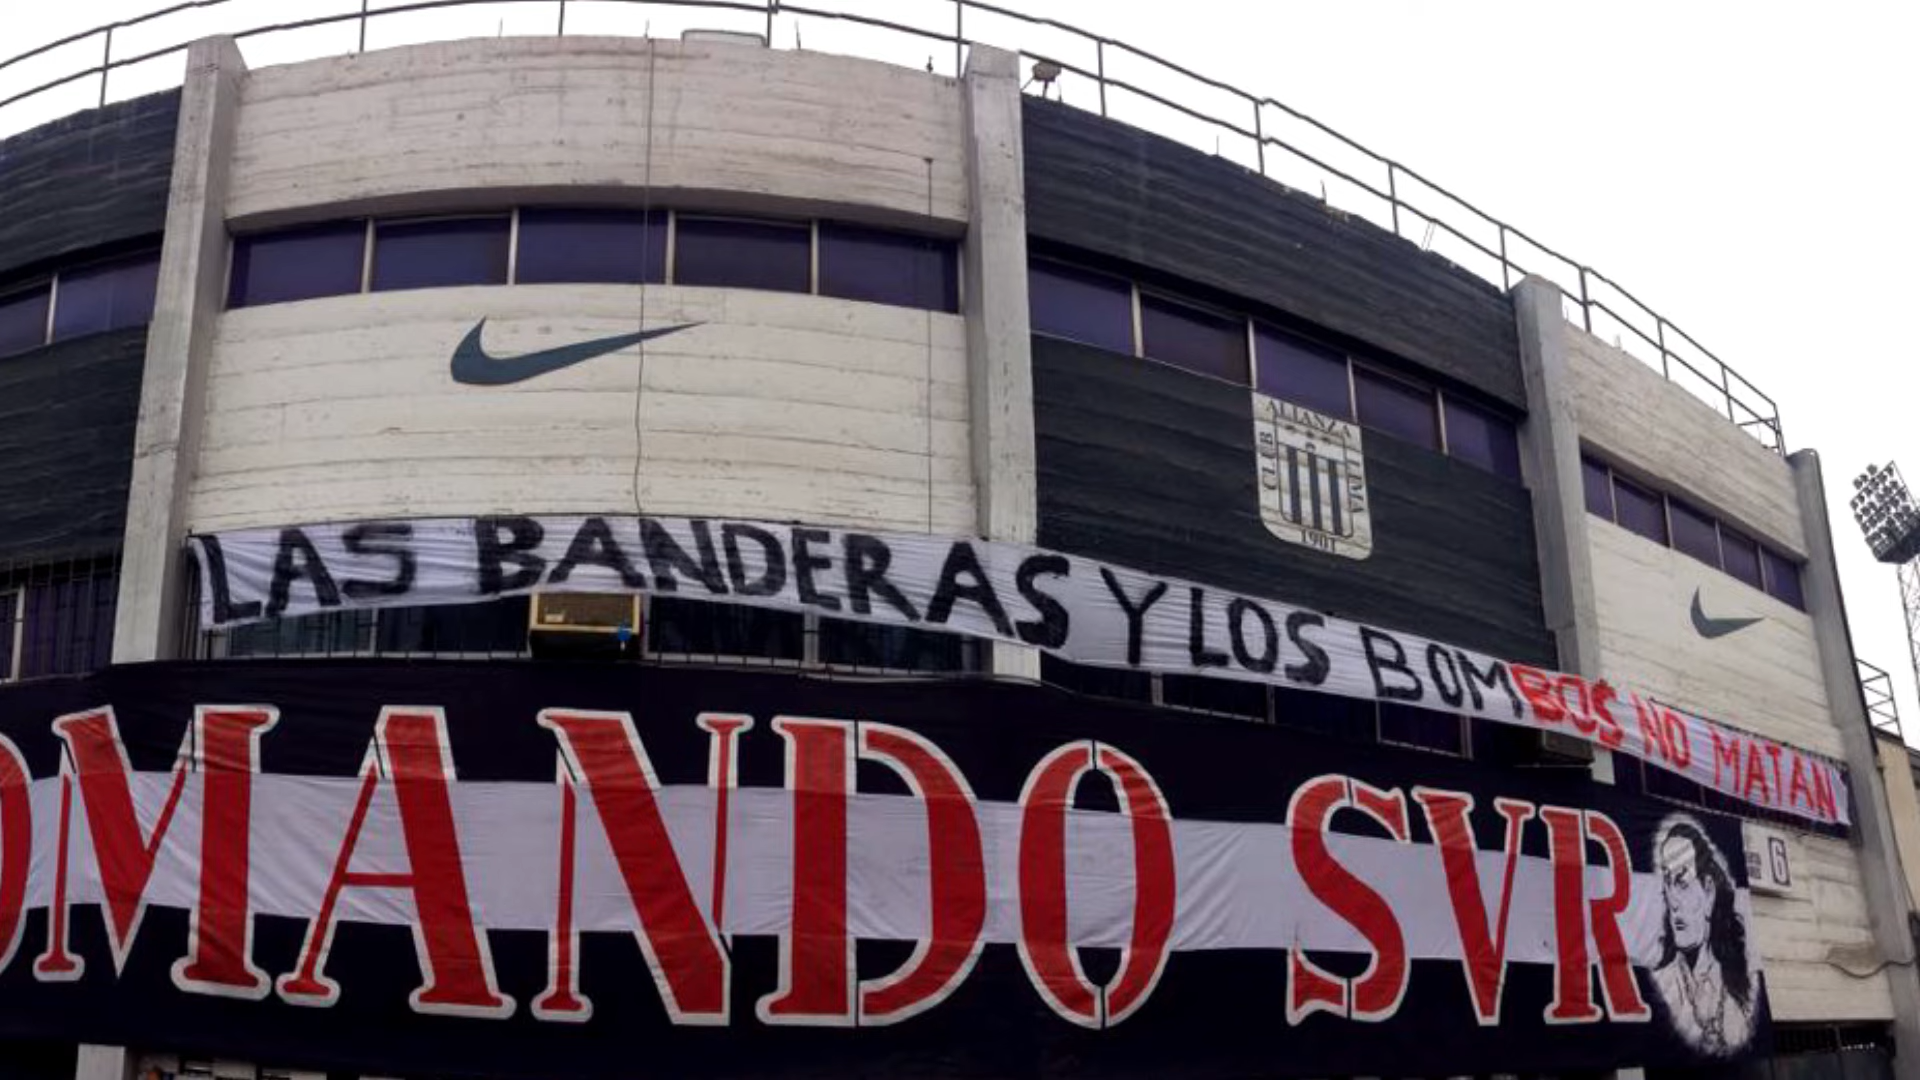 CLUB ALIANZA LIMA
1901
LAS BANDERAS Y LOS BOMBOS NO MATAN
OMANDO SVR
6